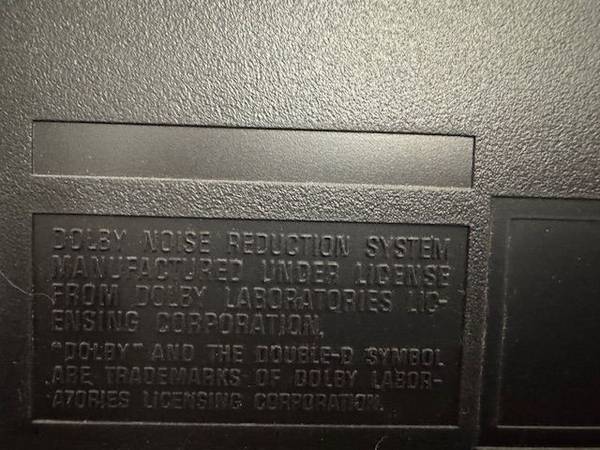 DOLBY NOISE REDUCTION SYSTEM
MANUFACTURED UNDER LICENSE
FROM DOLBY LABORATORIES LIC-
ENSING CORPORATION.
"DOLBY" AND THE DOUBLE-D SYMBOL
ARE TRADEMARKS OF DOLBY LABOR-
ATORIES LICENSING CORPORATION.